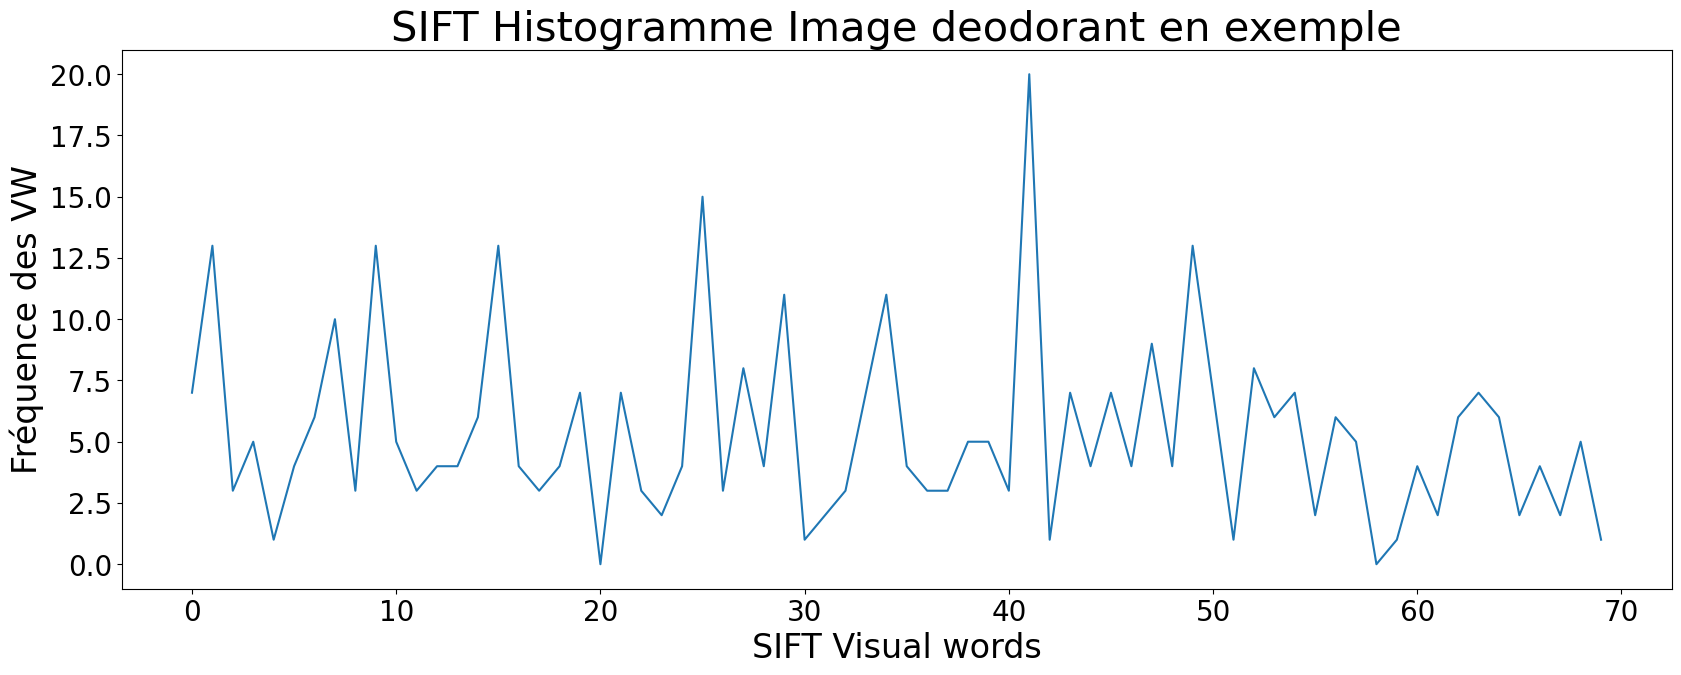 SIFT Histogramme Image deodorant en exemple
20.0
17.5
15.0
12.5
10.0
7.5
5.0
2.5
0.0
Fréquence des VW
0 10 20 30 40 50 60 70
SIFT Visual words